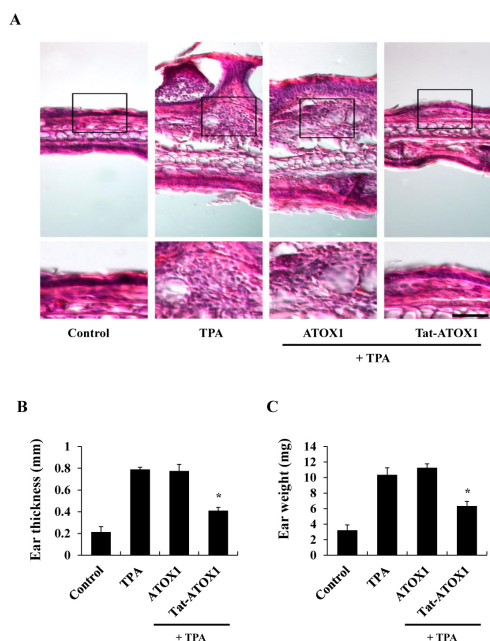 A
Control TPA ATOX1 Tat-ATOX1
+ TPA
B
Ear thickness (mm)
1
0.8
0.6
0.4
0.2
0
*
Control TPA ATOX1 Tat-ATOX1
+ TPA
C
Ear weight (mg)
14
12
10
8
6
4
2
0
*
Control TPA ATOX1 Tat-ATOX1
+ TPA